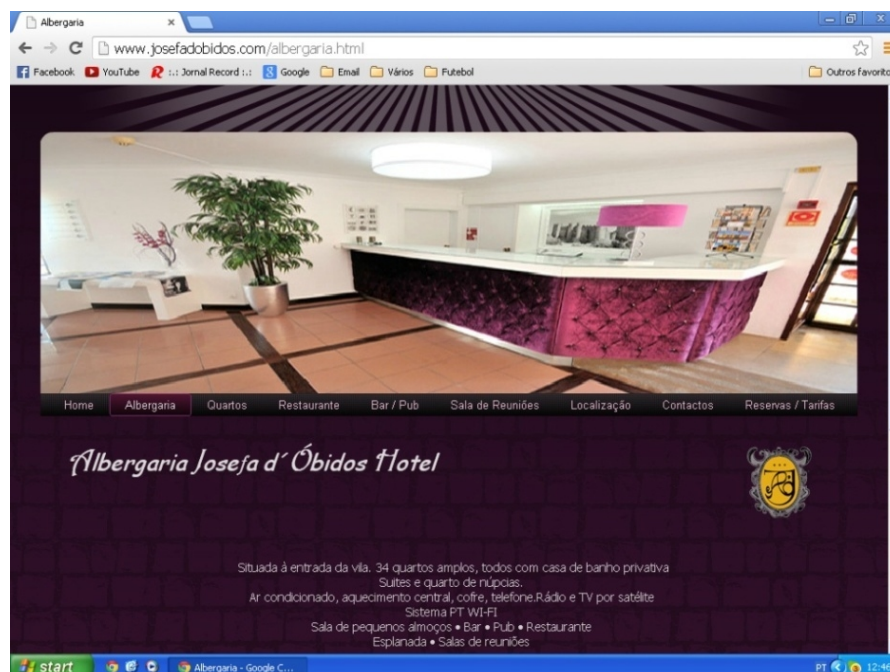 Albergaria
www.josefadobidos.com/albergaria.html
Facebook YouTube :.: Jornal Record :.: Google Email Vários Futebol Outros favorito
Home Albergaria Quartos Restaurante Bar / Pub Sala de Reuniões Localização Contactos Reservas / Tarifas
Albergaria Josefa d´ Óbidos Hotel
Situada à entrada da vila. 34 quartos amplos, todos com casa de banho privativa
Suites e quarto de núpcias.
Ar condicionado, aquecimento central, cofre, telefone.Rádio e TV por satélite
Sistema PT WI-FI
Sala de pequenos almoços • Bar • Pub • Restaurante
Esplanada • Salas de reuniões
start Albergaria - Google C... PT 12:46